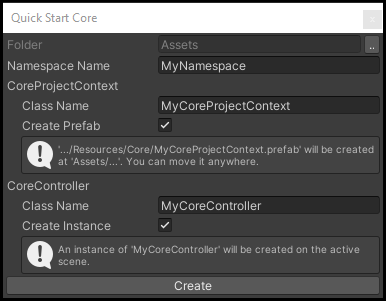 Quick Start Core
x
Folder Assets ..
Namespace Name MyNamespace
CoreProjectContext
Class Name MyCoreProjectContext
Create Prefab
'.../Resources/Core/MyCoreProjectContext.prefab' will be created
at 'Assets/...'. You can move it anywhere.
CoreController
Class Name MyCoreController
Create Instance
An instance of 'MyCoreController' will be created on the active
scene.
Create